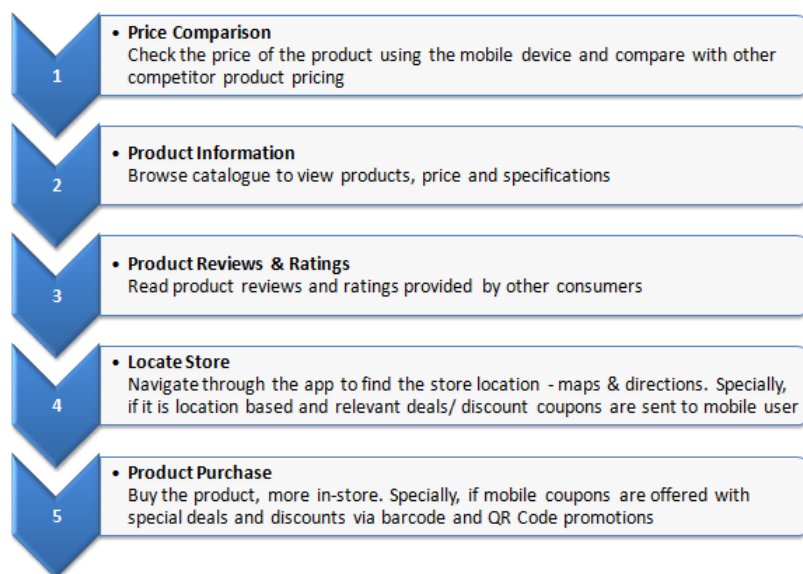 1
• Price Comparison
Check the price of the product using the mobile device and compare with other
competitor product pricing
2
• Product Information
Browse catalogue to view products, price and specifications
3
• Product Reviews & Ratings
Read product reviews and ratings provided by other consumers
4
• Locate Store
Navigate through the app to find the store location - maps & directions. Specially,
if it is location based and relevant deals/ discount coupons are sent to mobile user
5
• Product Purchase
Buy the product, more in-store. Specially, if mobile coupons are offered with
special deals and discounts via barcode and QR Code promotions